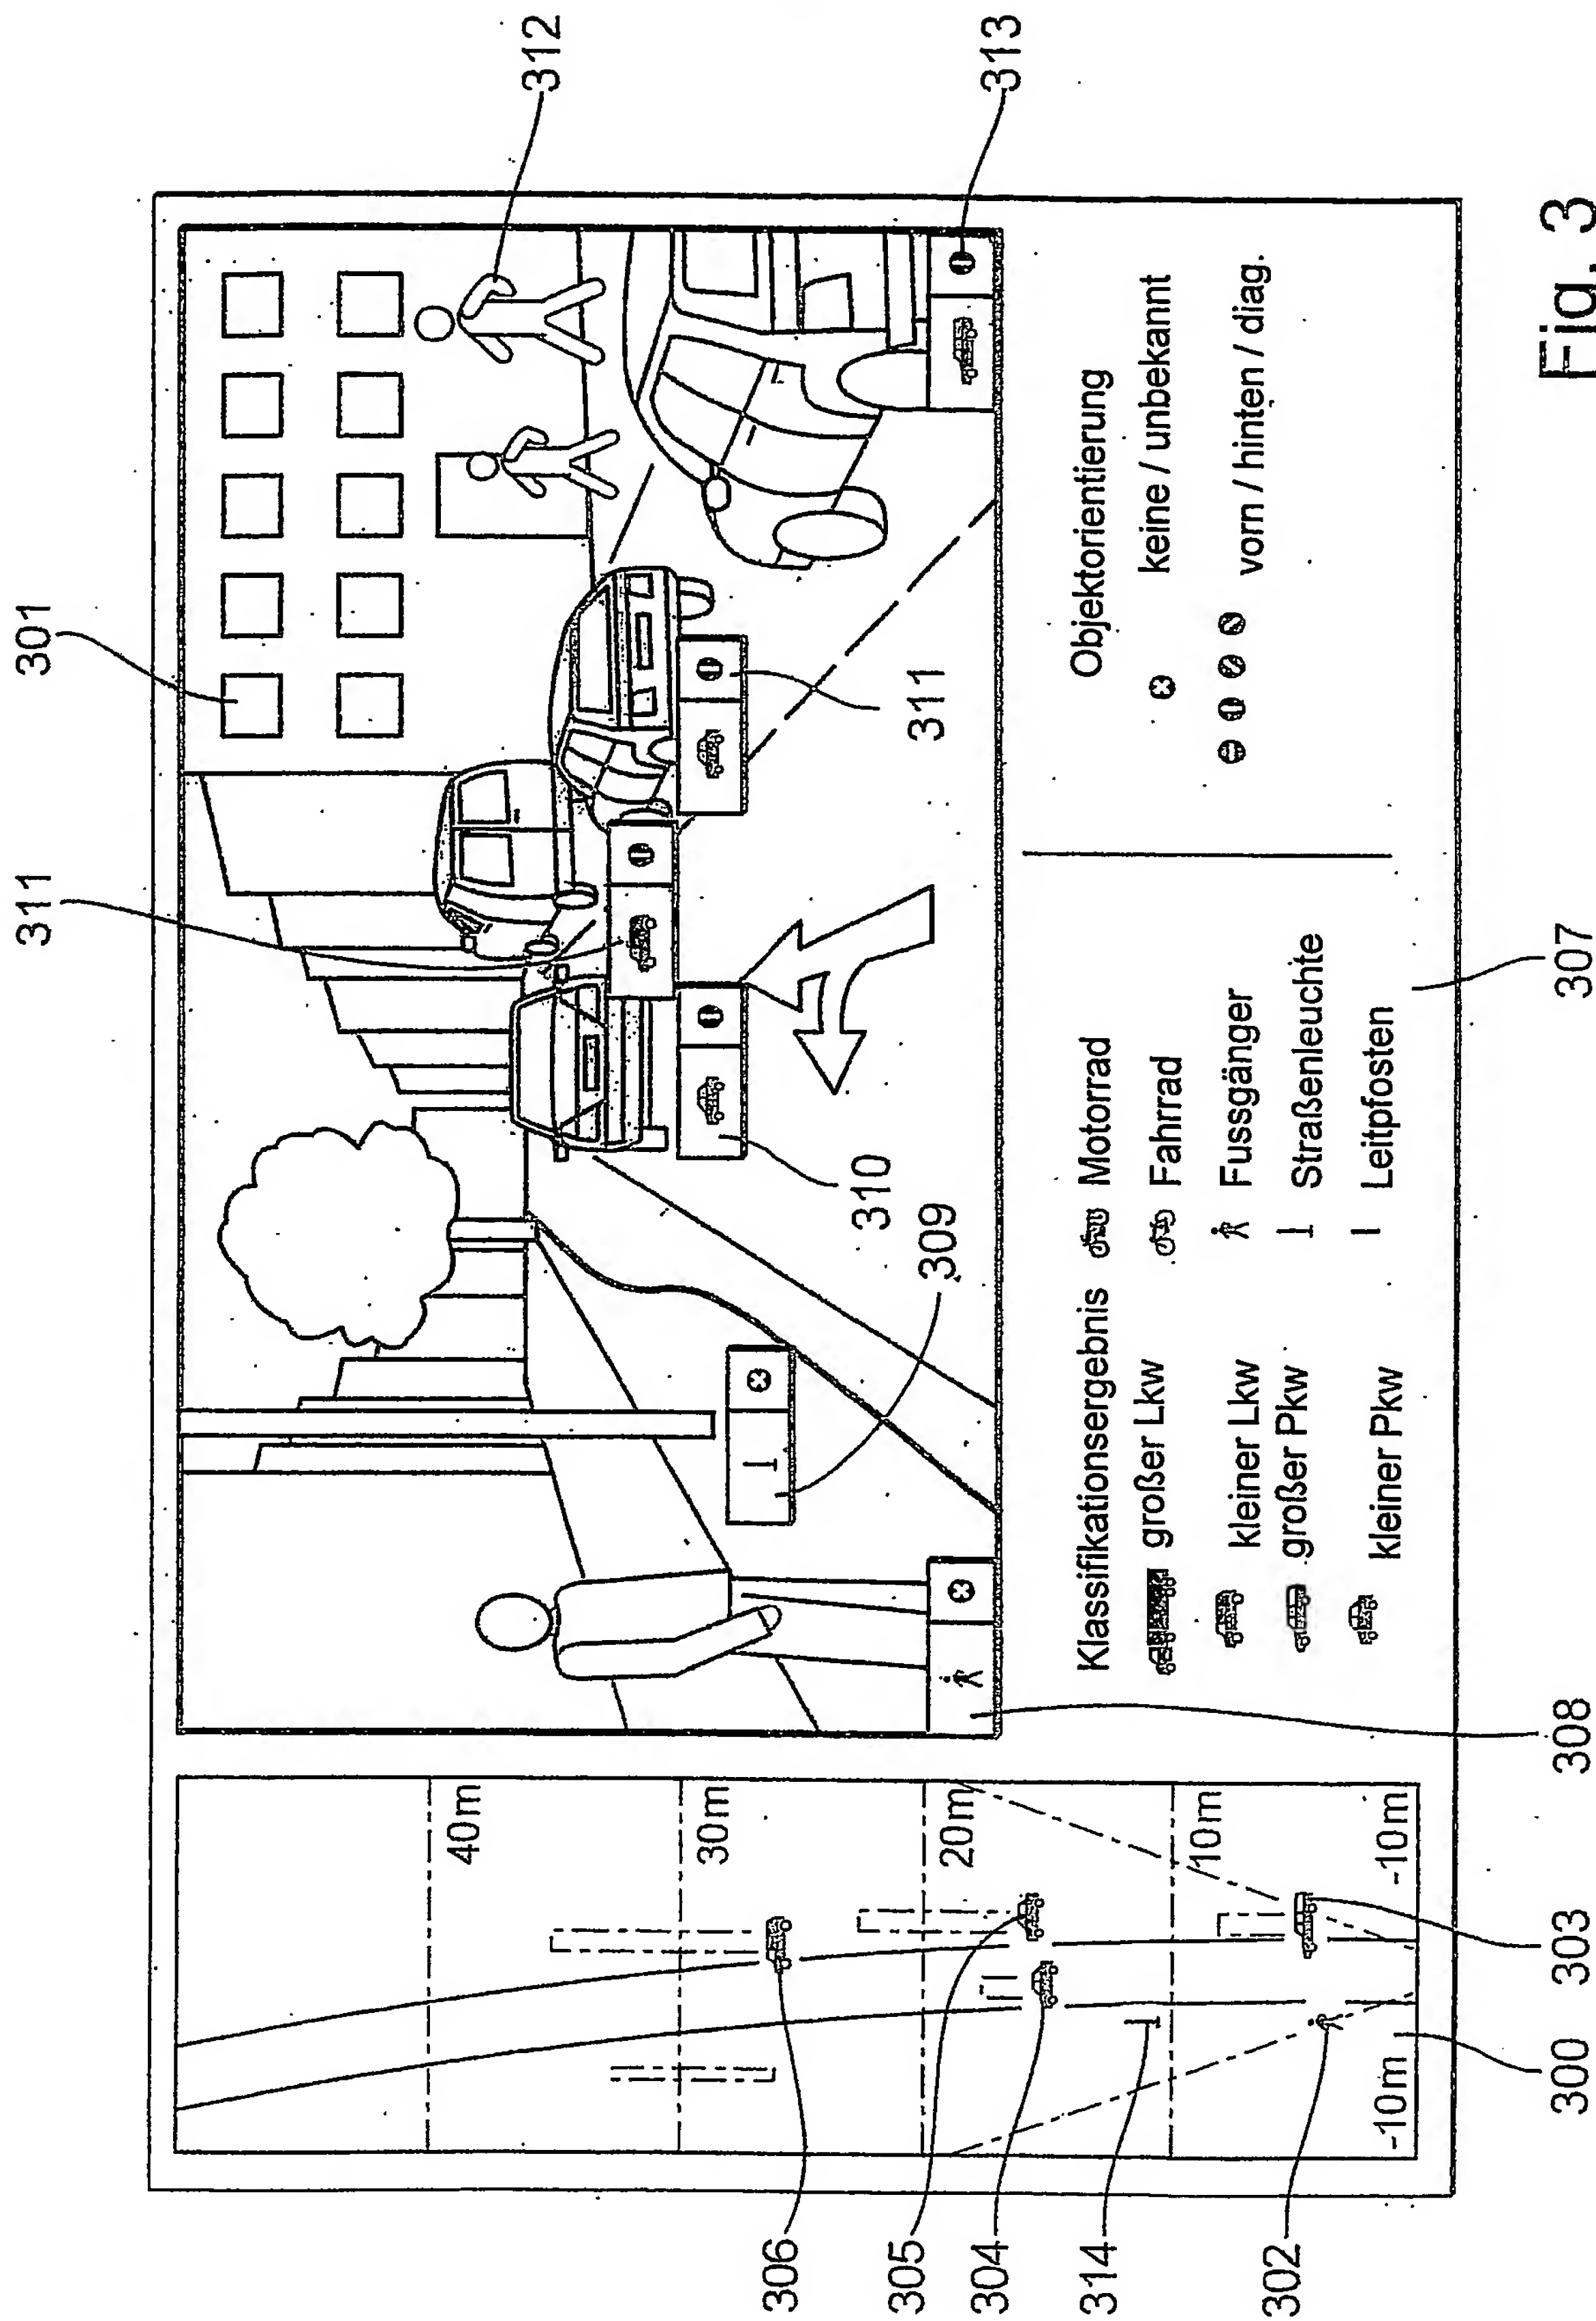 301
311
312
313
40m
30m
20m
10m
-10m
-10m
306
305
304
314
302
300
303
308
309
310
311
307
Klassifikationsergebnis
großer Lkw
kleiner Lkw
großer Pkw
kleiner Pkw
Motorrad
Fahrrad
Fussgänger
Straßenleuchte
Leitpfosten
Objektorientierung
keine / unbekannt
vorn / hinten / diag.
Fig. 3